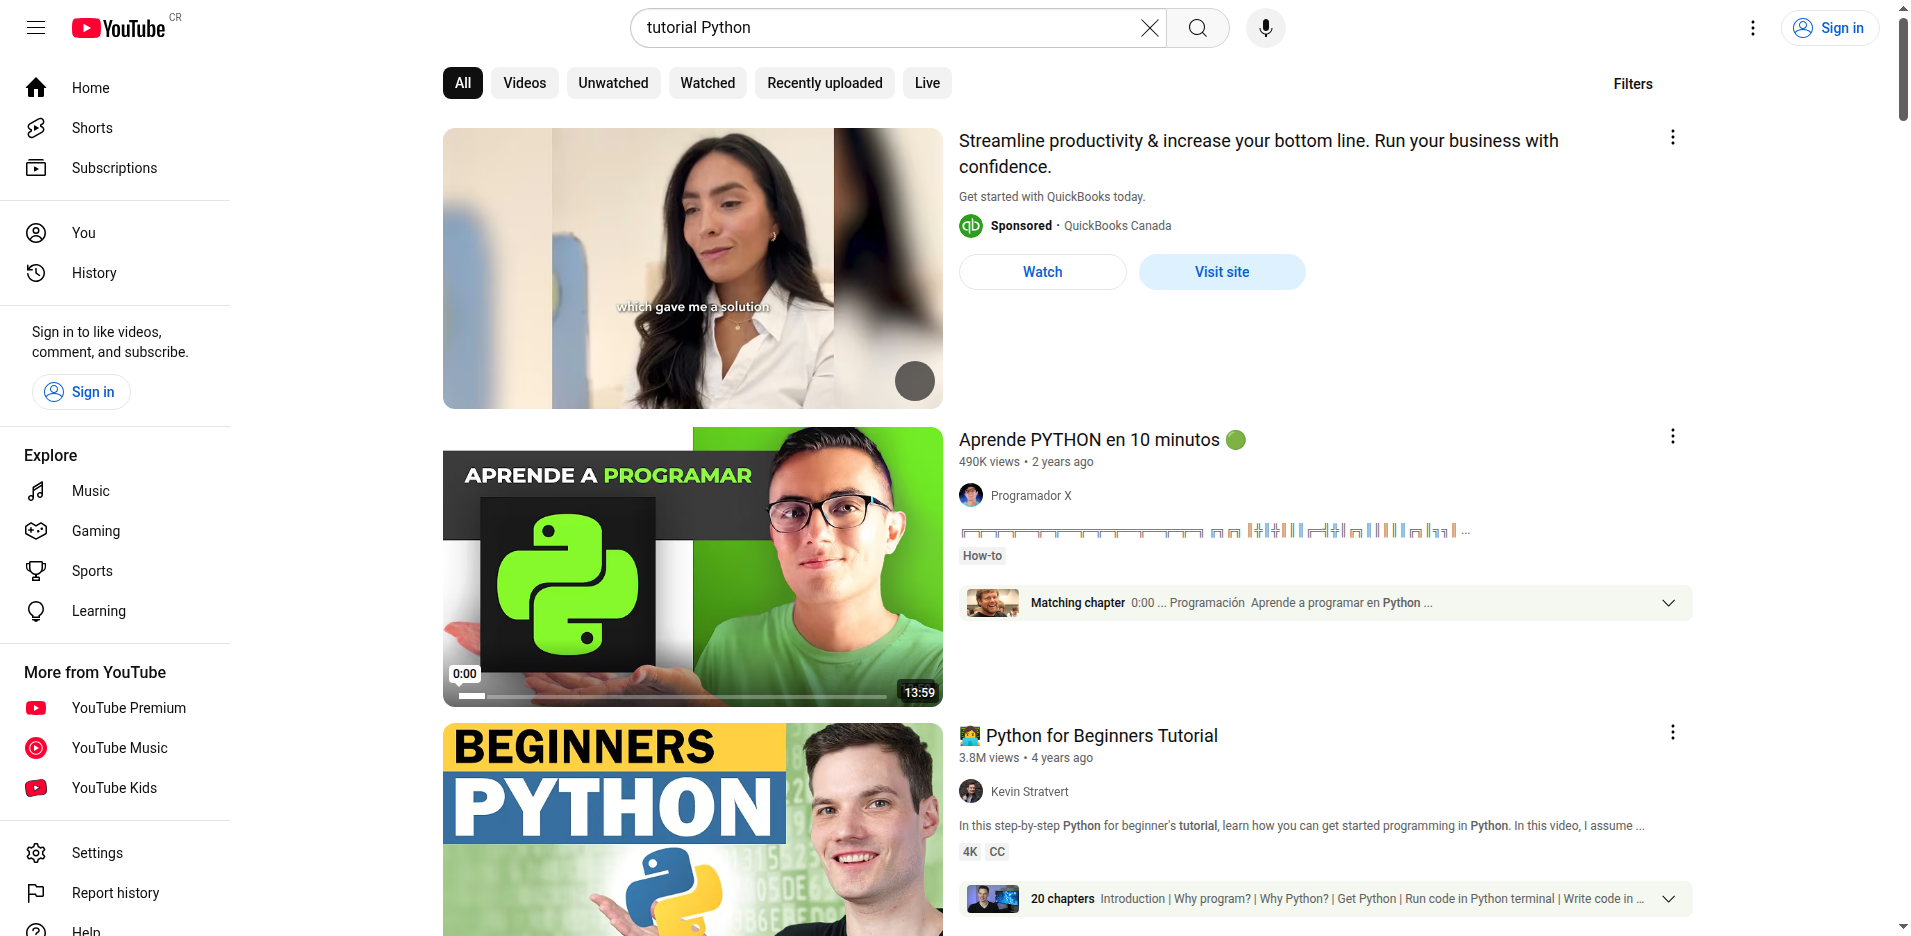 YouTube CR
tutorial Python
Sign in
Home
Shorts
Subscriptions
You
History
Sign in to like videos,
comment, and subscribe.
Sign in
Explore
Music
Gaming
Sports
Learning
More from YouTube
YouTube Premium
YouTube Music
YouTube Kids
Settings
Report history
Help
All Videos Unwatched Watched Recently uploaded Live Filters
which gave me a solution
Streamline productivity & increase your bottom line. Run your business with
confidence.
Get started with QuickBooks today.
qb Sponsored · QuickBooks Canada
Watch Visit site
APRENDE A PROGRAMAR
0:00
13:59
Aprende PYTHON en 10 minutos
490K views • 2 years ago
Programador X
How-to
Matching chapter 0:00 ... Programación Aprende a programar en Python ...
BEGINNERS
PYTHON
Python for Beginners Tutorial
3.8M views • 4 years ago
Kevin Stratvert
In this step-by-step Python for beginner's tutorial, learn how you can get started programming in Python. In this video, I assume ...
4K CC
20 chapters Introduction | Why program? | Why Python? | Get Python | Run code in Python terminal | Write code in ...